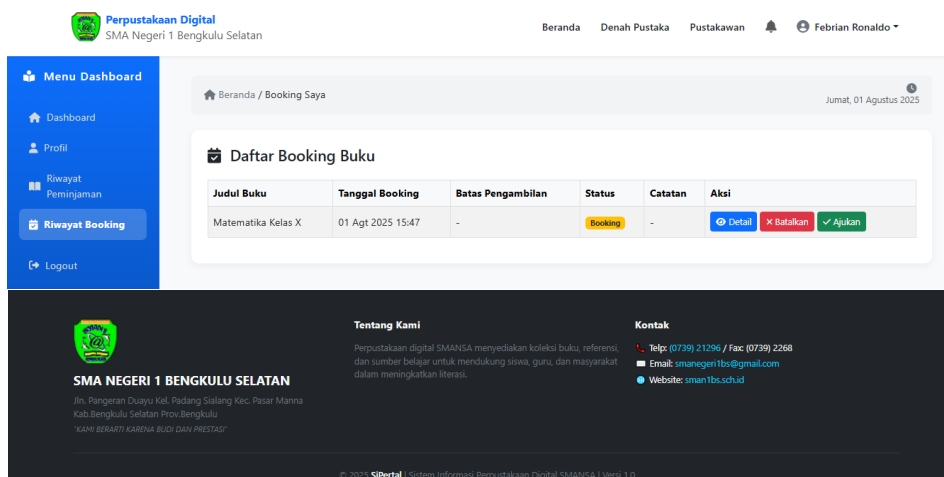 Perpustakaan Digital
SMA Negeri 1 Bengkulu Selatan
Beranda Denah Pustaka Pustakawan Febrian Ronaldo
Menu Dashboard
Dashboard
Profil
Riwayat
Peminjaman
Riwayat Booking
Logout
Beranda / Booking Saya
Jumat, 01 Agustus 2025
Daftar Booking Buku
Judul Buku Tanggal Booking Batas Pengambilan Status Catatan Aksi
Matematika Kelas X 01 Agt 2025 15:47 - Booking - Detail Batalkan Ajukan
SMA NEGERI 1 BENGKULU SELATAN
Jln. Pangeran Duayu Kel. Padang Sialang Kec. Pasar Manna
Kab.Bengkulu Selatan Prov.Bengkulu
"KAMI BERARTI KARENA BUDI DAN PRESTASI"
Tentang Kami
Perpustakaan digital SMANSA menyediakan koleksi buku, referensi,
dan sumber belajar untuk mendukung siswa, guru, dan masyarakat
dalam meningkatkan literasi.
Kontak
Telp: (0739) 21296 / Fax: (0739) 2268
Email: smanegeri1bs@gmail.com
Website: sman1bs.sch.id
© 2025 SiPertal | Sistem Informasi Perpustakaan Digital SMANSA | Versi 1.0